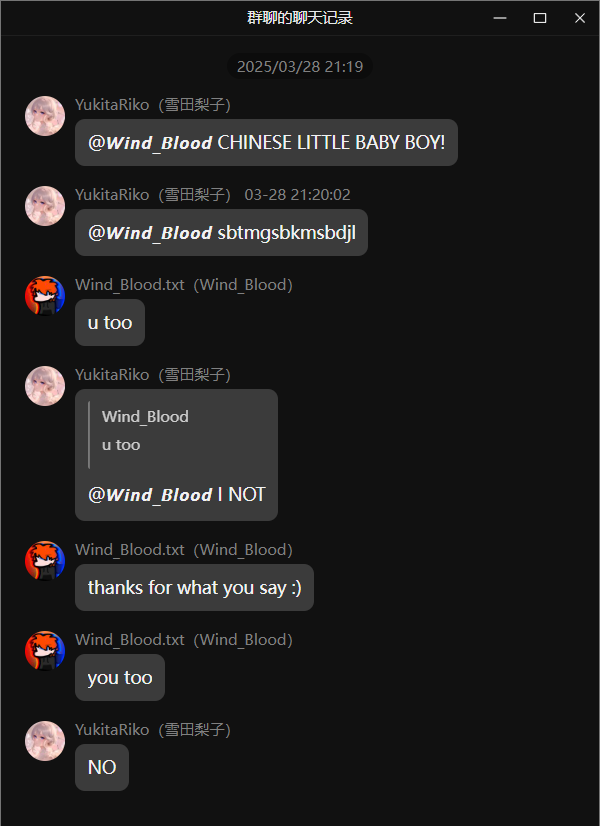 群聊的聊天记录
2025/03/28 21:19
YukitaRiko（雪田梨子）
@𝙒𝙞𝙣𝙙_𝘽𝙡𝙤𝙤𝙙 CHINESE LITTLE BABY BOY!
YukitaRiko（雪田梨子） 03-28 21:20:02
@𝙒𝙞𝙣𝙙_𝘽𝙡𝙤𝙤𝙙 sbtmgsbkmsbdjl
Wind_Blood.txt（Wind_Blood）
u too
YukitaRiko（雪田梨子）
Wind_Blood
u too
@𝙒𝙞𝙣𝙙_𝘽𝙡𝙤𝙤𝙙 I NOT
Wind_Blood.txt（Wind_Blood）
thanks for what you say :)
Wind_Blood.txt（Wind_Blood）
you too
YukitaRiko（雪田梨子）
NO